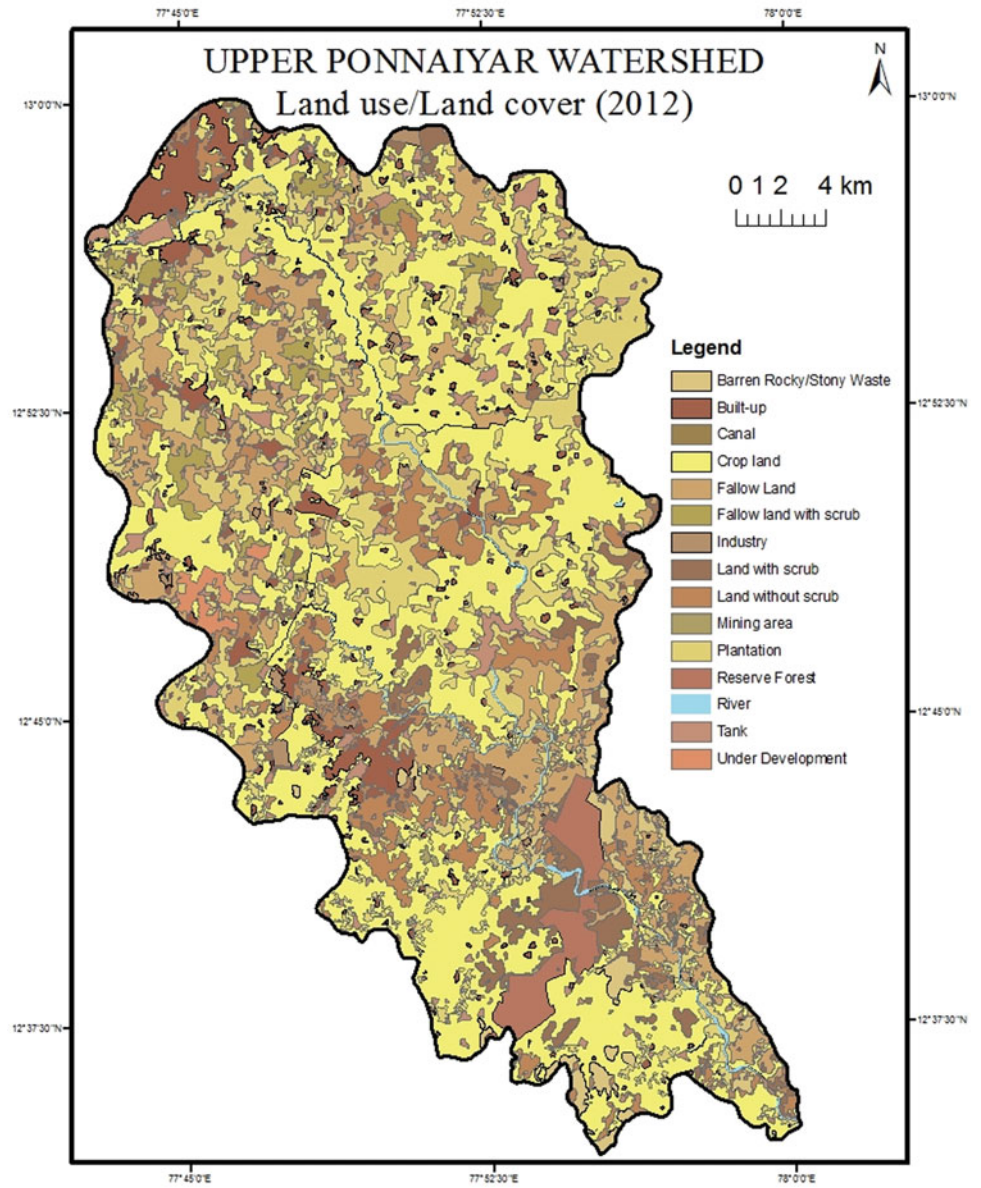 77°45'0"E 77°52'30"E 78°0'0"E
UPPER PONNAIYAR WATERSHED
Land use/Land cover (2012)
N
13°0'0"N 13°0'0"N
0 1 2 4 km
Legend
Barren Rocky/Stony Waste
Built-up
Canal
Crop land
Fallow Land
Fallow land with scrub
Industry
Land with scrub
Land without scrub
Mining area
Plantation
Reserve Forest
River
Tank
Under Development
12°52'30"N 12°52'30"N
12°45'0"N 12°45'0"N
12°37'30"N 12°37'30"N
77°45'0"E 77°52'30"E 78°0'0"E